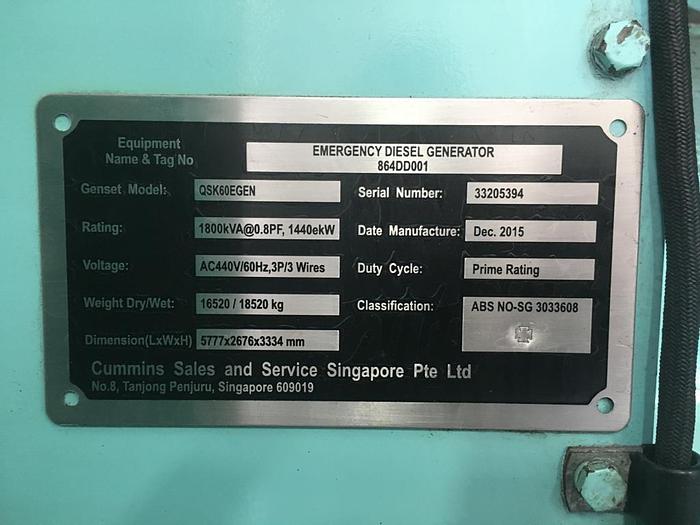 Equipment
Name & Tag No
EMERGENCY DIESEL GENERATOR
864DD001
Genset Model: QSK60EGEN Serial Number: 33205394
Rating: 1800kVA@0.8PF, 1440ekW Date Manufacture: Dec. 2015
Voltage: AC440V/60Hz,3P/3 Wires Duty Cycle: Prime Rating
Weight Dry/Wet: 16520 / 18520 kg Classification: ABS NO-SG 3033608
Dimension(LxWxH) 5777x2676x3334 mm
Cummins Sales and Service Singapore Pte Ltd
No.8, Tanjong Penjuru, Singapore 609019